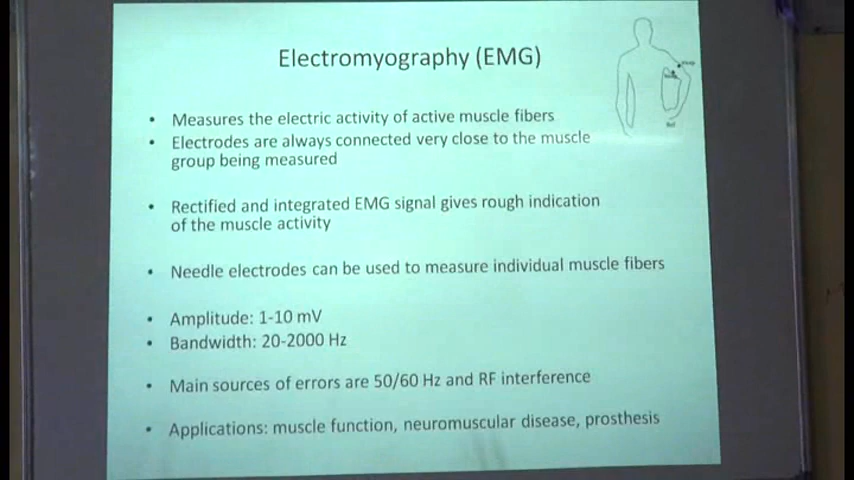 Electromyography (EMG)
• Measures the electric activity of active muscle fibers
• Electrodes are always connected very close to the muscle
group being measured
• Rectified and integrated EMG signal gives rough indication
of the muscle activity
• Needle electrodes can be used to measure individual muscle fibers
• Amplitude: 1-10 mV
• Bandwidth: 20-2000 Hz
• Main sources of errors are 50/60 Hz and RF interference
• Applications: muscle function, neuromuscular disease, prosthesis